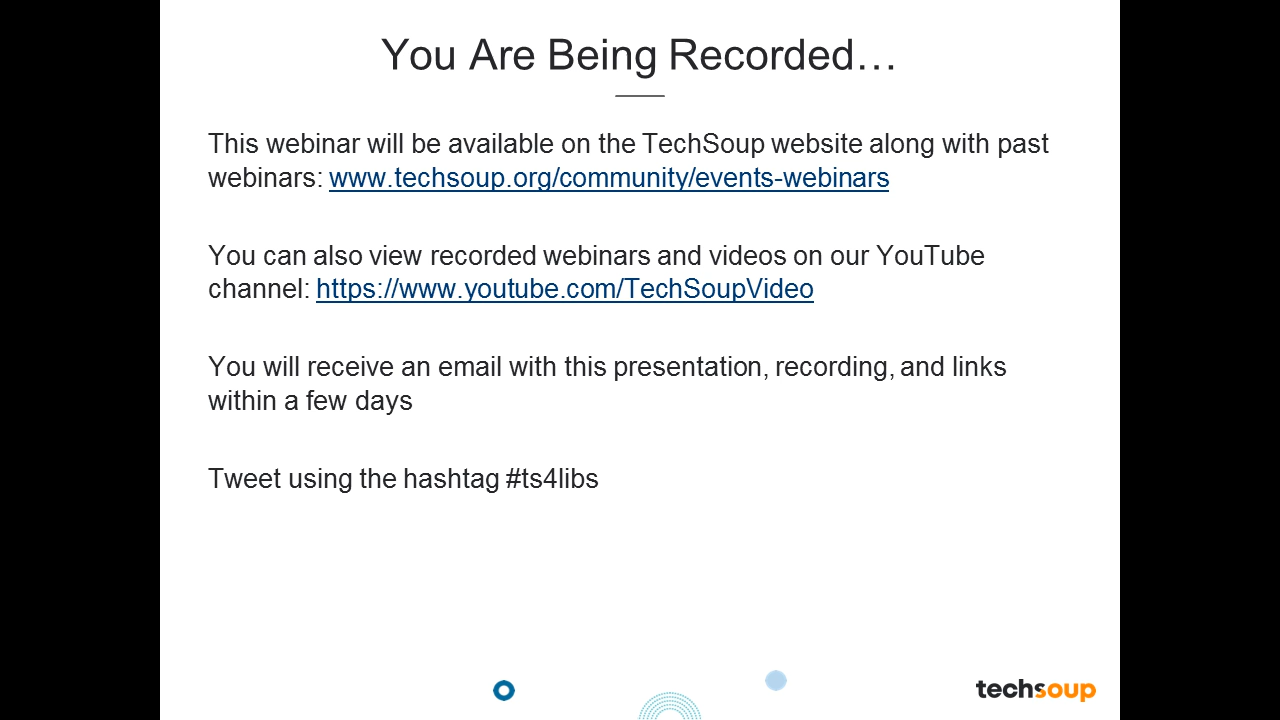 You Are Being Recorded…
This webinar will be available on the TechSoup website along with past
webinars: www.techsoup.org/community/events-webinars
You can also view recorded webinars and videos on our YouTube
channel: https://www.youtube.com/TechSoupVideo
You will receive an email with this presentation, recording, and links
within a few days
Tweet using the hashtag #ts4libs
techsoup